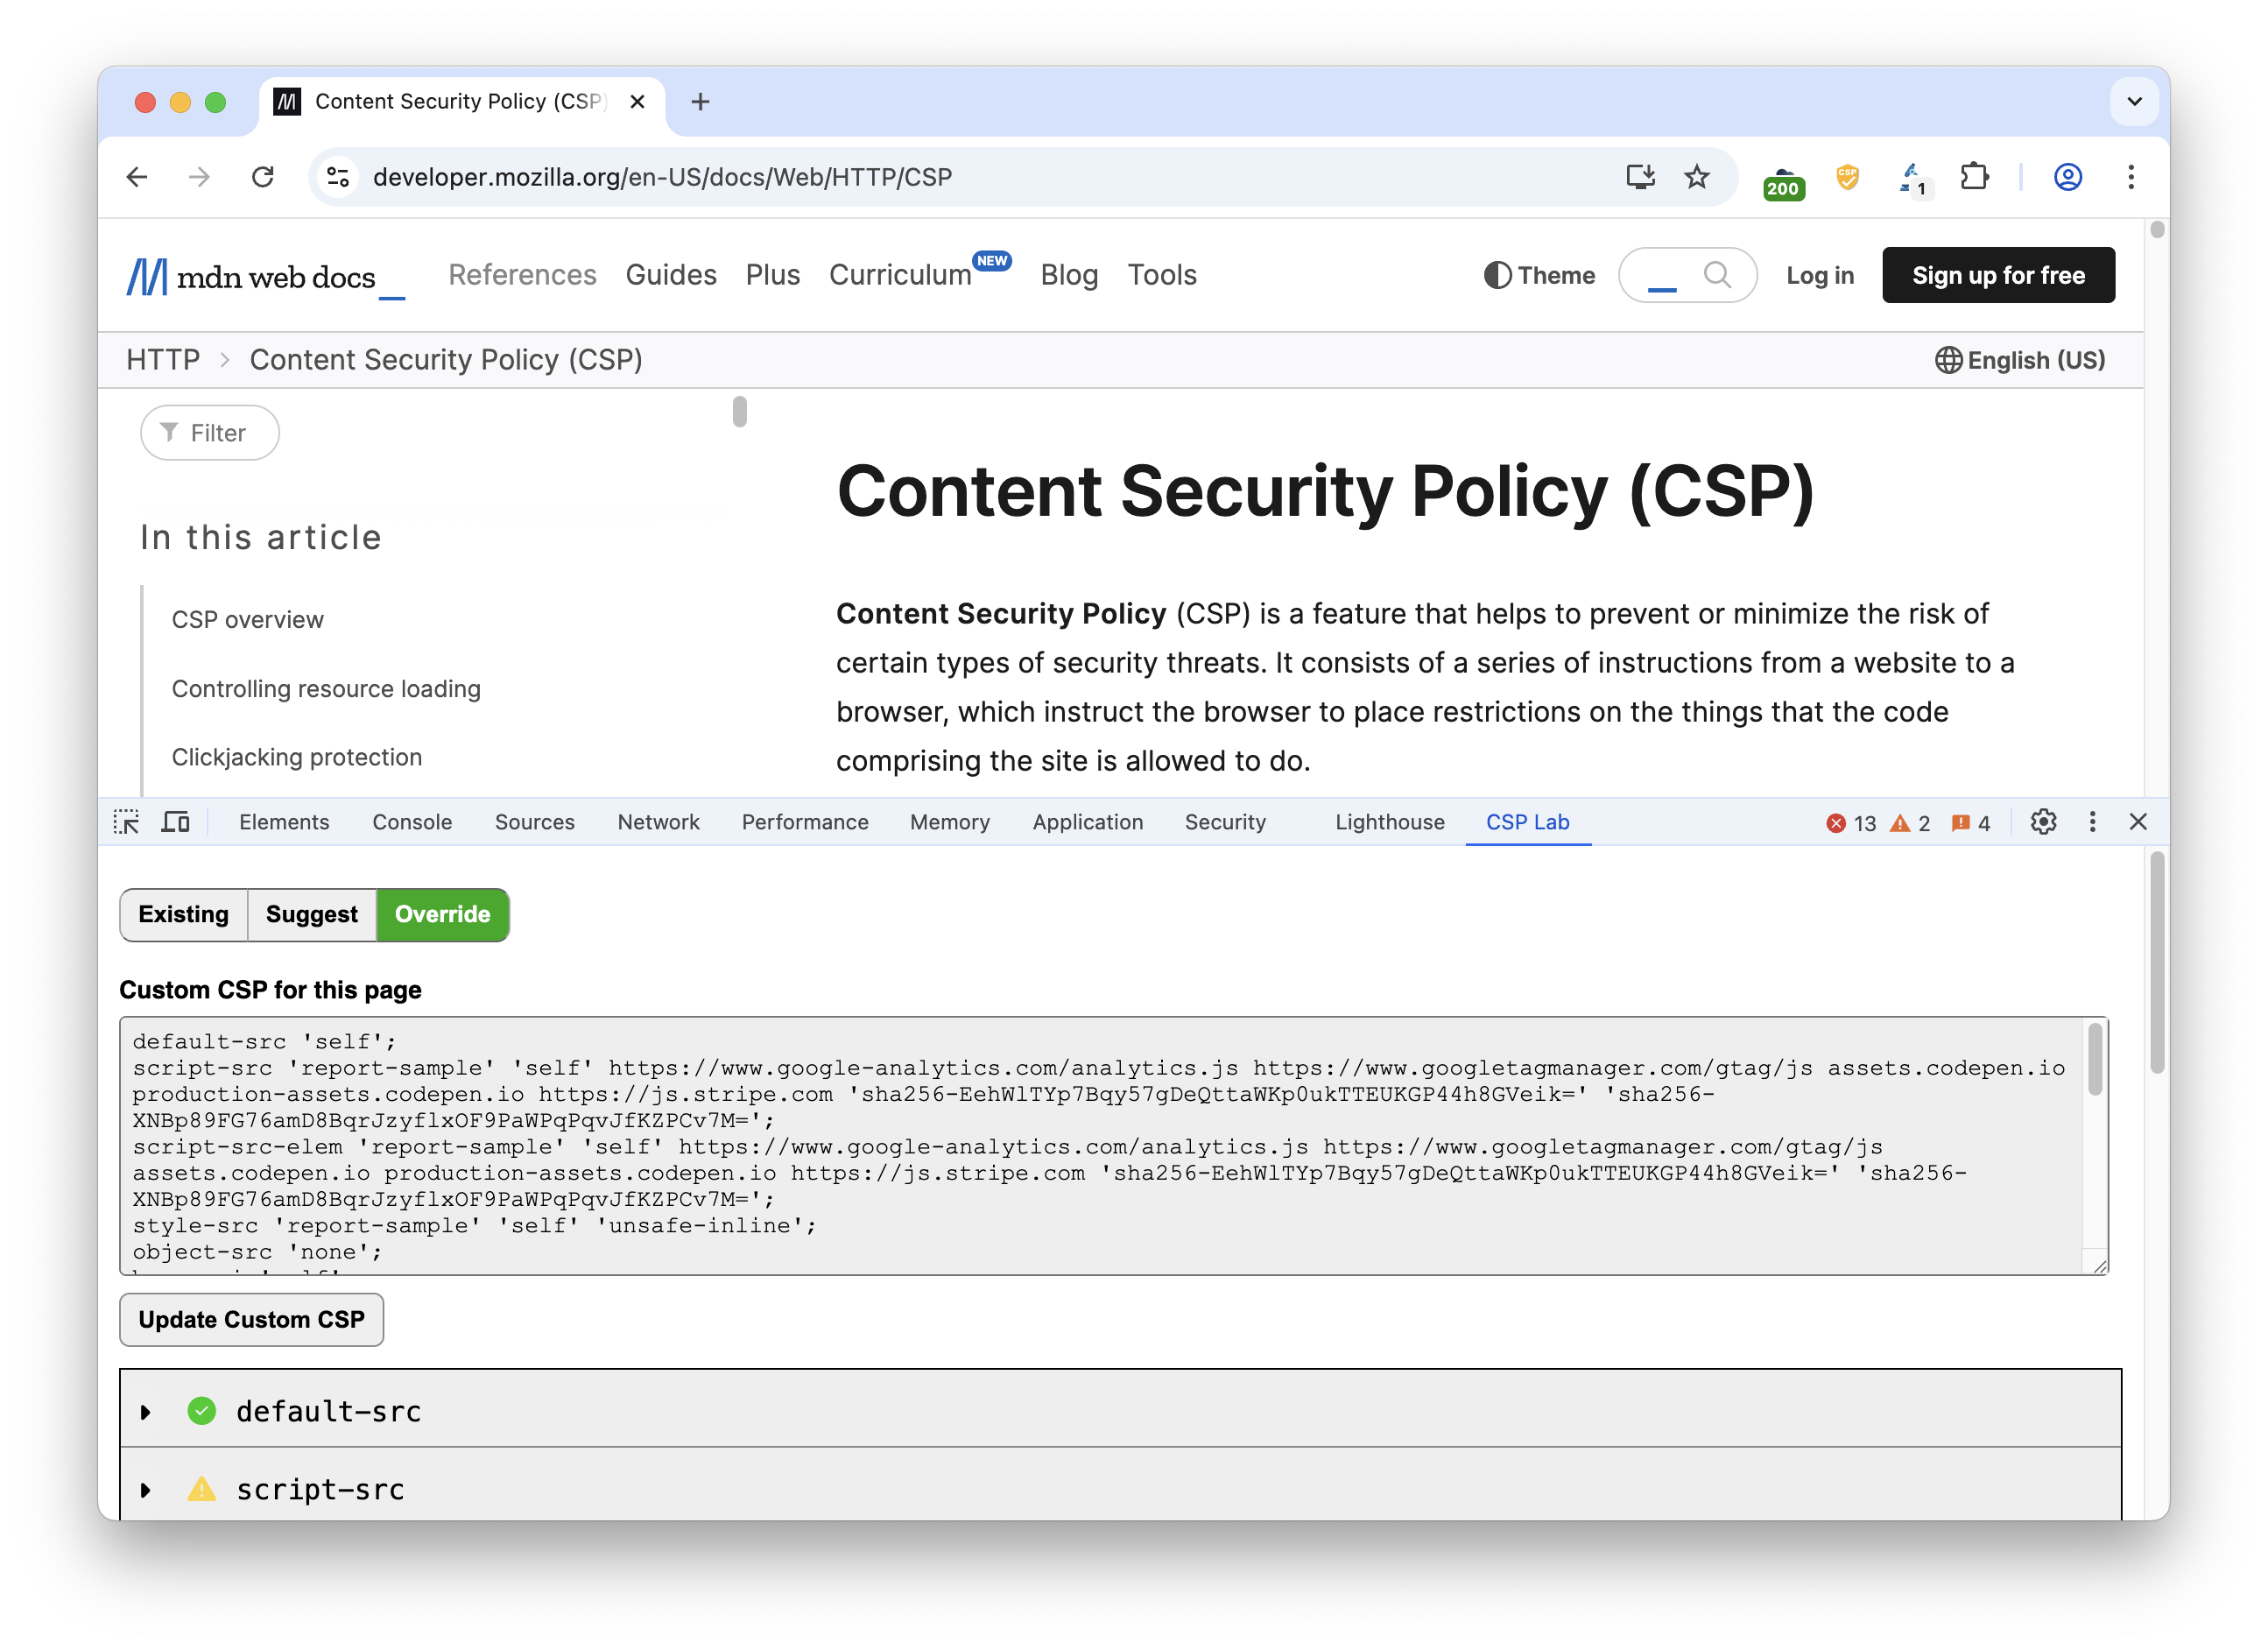 Content Security Policy (CSP)
developer.mozilla.org/en-US/docs/Web/HTTP/CSP
200
CSP
1
mdn web docs_
References
Guides
Plus
Curriculum
NEW
Blog
Tools
Theme
Log in
Sign up for free
HTTP
Content Security Policy (CSP)
English (US)
Filter
In this article
CSP overview
Controlling resource loading
Clickjacking protection
Content Security Policy (CSP)
Content Security Policy (CSP) is a feature that helps to prevent or minimize the risk of
certain types of security threats. It consists of a series of instructions from a website to a
browser, which instruct the browser to place restrictions on the things that the code
comprising the site is allowed to do.
Elements
Console
Sources
Network
Performance
Memory
Application
Security
Lighthouse
CSP Lab
13
2
4
Existing
Suggest
Override
Custom CSP for this page
default-src 'self';
script-src 'report-sample' 'self' https://www.google-analytics.com/analytics.js https://www.googletagmanager.com/gtag/js assets.codepen.io
production-assets.codepen.io https://js.stripe.com 'sha256-EehWlTYp7Bqy57gDeQttaWKp0ukTTEUKGP44h8GVeik=' 'sha256-
XNBp89FG76amD8BqrJzyflxOF9PaWPqPqvJfKZPCv7M=';
script-src-elem 'report-sample' 'self' https://www.google-analytics.com/analytics.js https://www.googletagmanager.com/gtag/js
assets.codepen.io production-assets.codepen.io https://js.stripe.com 'sha256-EehWlTYp7Bqy57gDeQttaWKp0ukTTEUKGP44h8GVeik=' 'sha256-
XNBp89FG76amD8BqrJzyflxOF9PaWPqPqvJfKZPCv7M=';
style-src 'report-sample' 'self' 'unsafe-inline';
object-src 'none';
Update Custom CSP
default-src
script-src